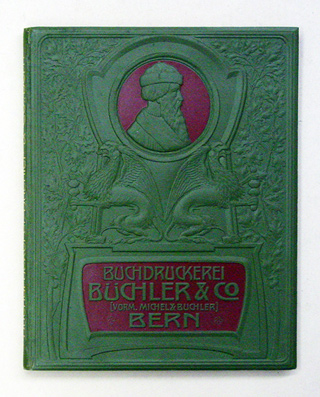 BUCHDRUCKEREI
BÜCHLER & CO
(VORM. MICHEL & BÜCHLER)
BERN